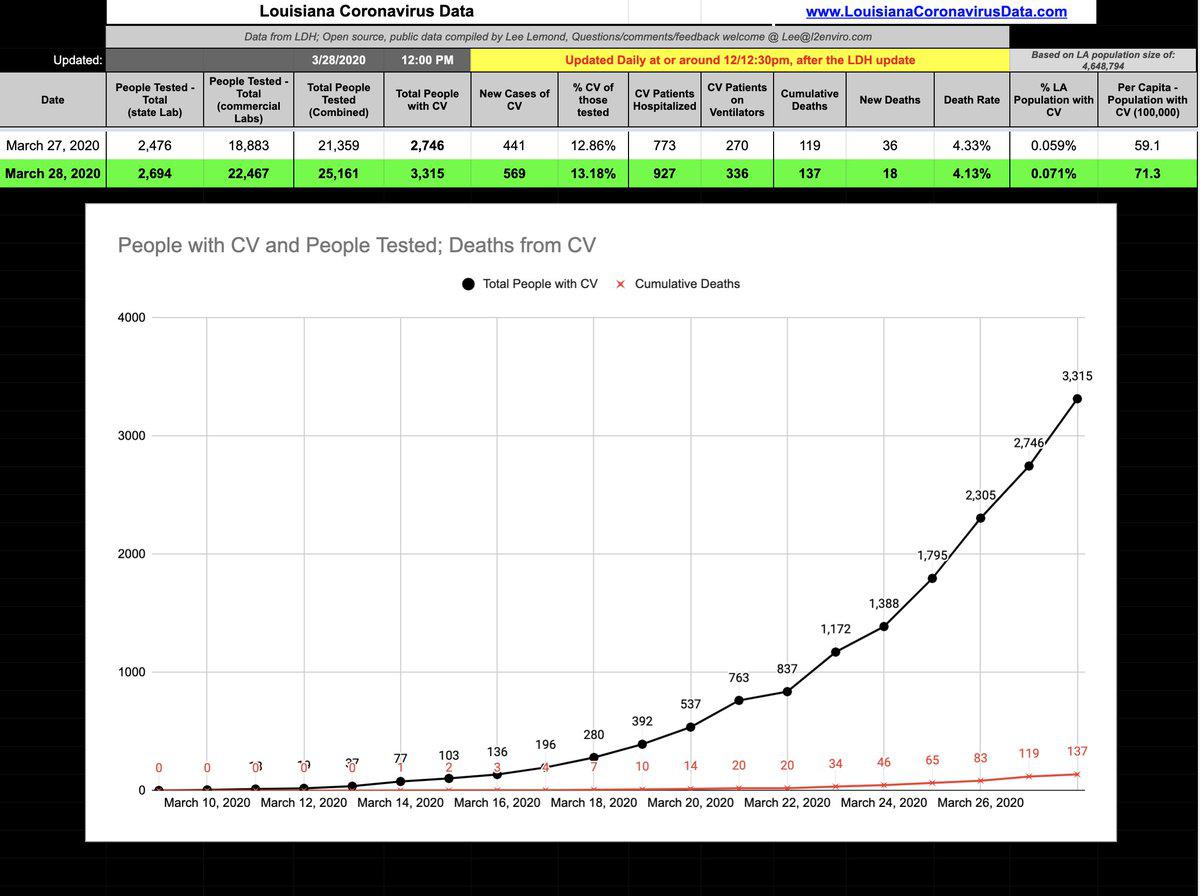 Louisiana Coronavirus Data
www.LouisianaCoronavirusData.com
Data from LDH; Open source, public data compiled by Lee Lemond, Questions/comments/feedback welcome @ Lee@l2enviro.com
Updated: 3/28/2020 12:00 PM Updated Daily at or around 12/12:30pm, after the LDH update Based on LA population size of: 4,648,794
Date
People Tested - Total (state Lab)
People Tested - Total (commercial Labs)
Total People Tested (Combined)
Total People with CV
New Cases of CV
% CV of those tested
CV Patients Hospitalized
CV Patients on Ventilators
Cumulative Deaths
New Deaths
Death Rate
% LA Population with CV
Per Capita - Population with CV (100,000)
March 27, 2020 2,476 18,883 21,359 2,746 441 12.86% 773 270 119 36 4.33% 0.059% 59.1
March 28, 2020 2,694 22,467 25,161 3,315 569 13.18% 927 336 137 18 4.13% 0.071% 71.3
People with CV and People Tested; Deaths from CV
Total People with CV Cumulative Deaths
4000
3000
2000
1000
0
77 103 136 196 280 392 537 763 837 1,172 1,388 1,795 2,305 2,746 3,315
0 0 0 0 0 1 2 3 4 7 10 14 20 20 34 46 65 83 119 137
March 10, 2020 March 12, 2020 March 14, 2020 March 16, 2020 March 18, 2020 March 20, 2020 March 22, 2020 March 24, 2020 March 26, 2020